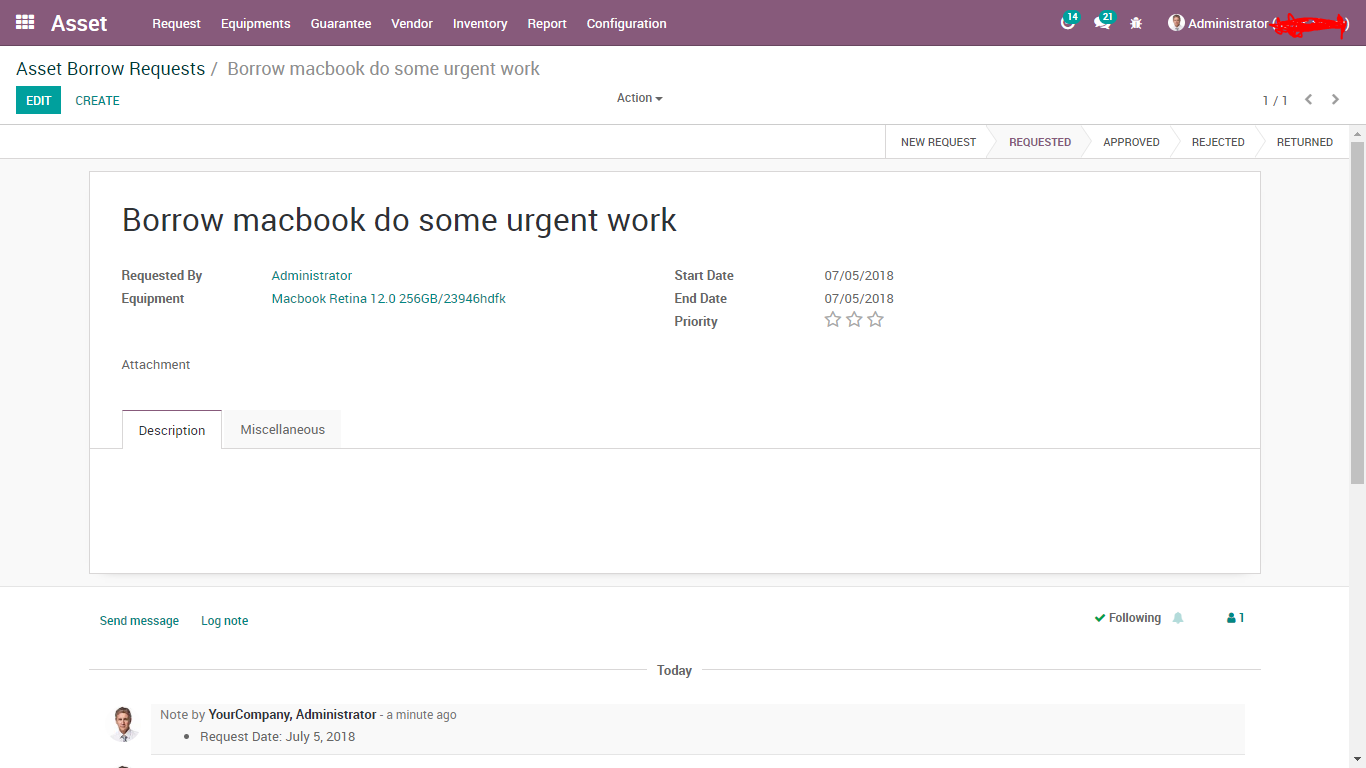 Asset Request Equipments Guarantee Vendor Inventory Report Configuration 14 21 Administrator
Asset Borrow Requests / Borrow macbook do some urgent work
EDIT CREATE Action 1 / 1
NEW REQUEST REQUESTED APPROVED REJECTED RETURNED
Borrow macbook do some urgent work
Requested By Administrator Start Date 07/05/2018
Equipment Macbook Retina 12.0 256GB/23946hdfk End Date 07/05/2018
Priority
Attachment
Description Miscellaneous
Send message Log note Following 1
Today
Note by YourCompany, Administrator - a minute ago
• Request Date: July 5, 2018